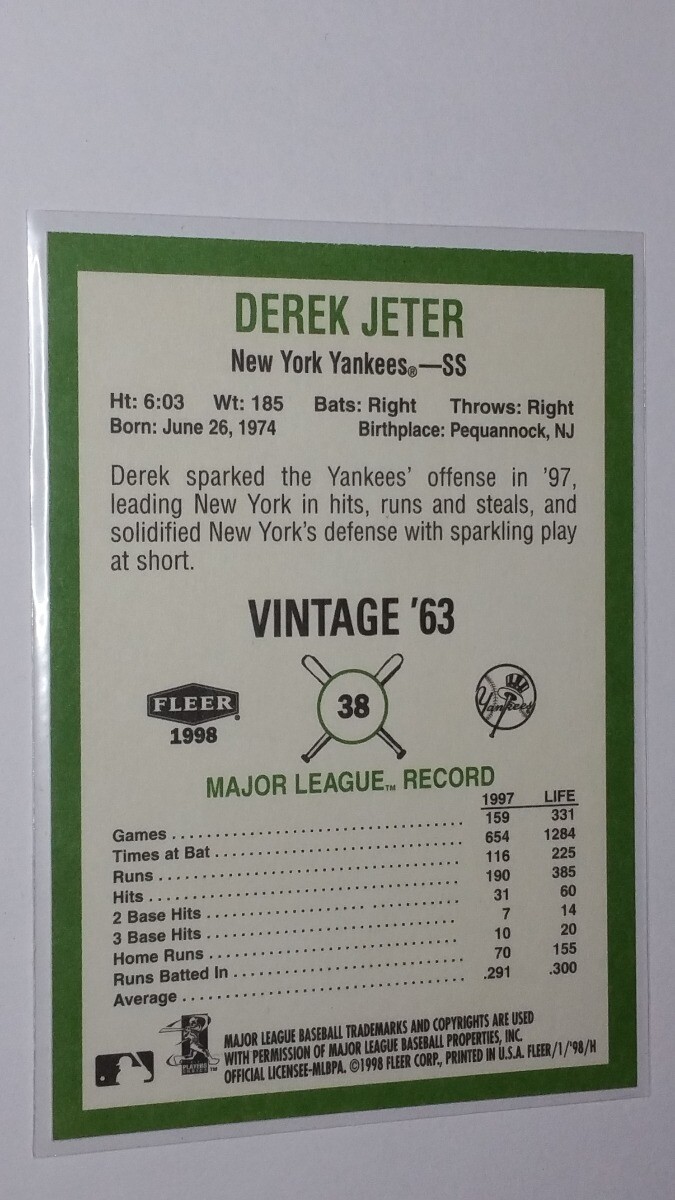 DEREK JETER
New York Yankees®—SS
Ht: 6:03 Wt: 185 Bats: Right Throws: Right
Born: June 26, 1974 Birthplace: Pequannock, NJ
Derek sparked the Yankees' offense in '97,
leading New York in hits, runs and steals, and
solidified New York's defense with sparkling play
at short.
VINTAGE '63
FLEER
1998
38
Yankees
MAJOR LEAGUE™ RECORD
1997 LIFE
Games 159 331
Times at Bat 654 1284
Runs 116 225
Hits 190 385
2 Base Hits 31 60
3 Base Hits 7 14
Home Runs 10 20
Runs Batted In 70 155
Average .291 .300
MAJOR LEAGUE BASEBALL TRADEMARKS AND COPYRIGHTS ARE USED
WITH PERMISSION OF MAJOR LEAGUE BASEBALL PROPERTIES, INC.
OFFICIAL LICENSEE-MLBPA. ©1998 FLEER CORP., PRINTED IN U.S.A. FLEER/1/'98/H